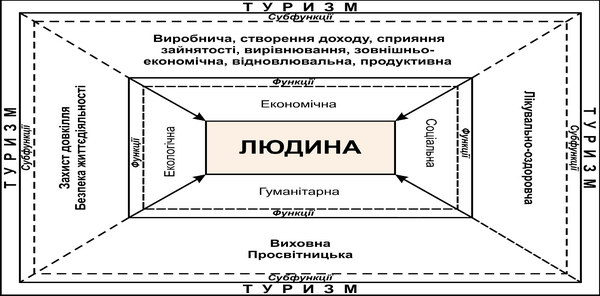 ТУРИЗМ
Субфункції
Виробнича, створення доходу, сприяння
зайнятості, вирівнювання, зовнішньо-
економічна, відновлювальна, продуктивна
Функції
Економічна
ТУРИЗМ
Субфункції
Захист довкілля
Безпека життєдіяльності
Функції
Екологічна
ЛЮДИНА
Соціальна
Функції
Лікувально-оздоровча
Субфункції
ТУРИЗМ
Гуманітарна
Функції
Виховна
Просвітницька
Субфункції
ТУРИЗМ